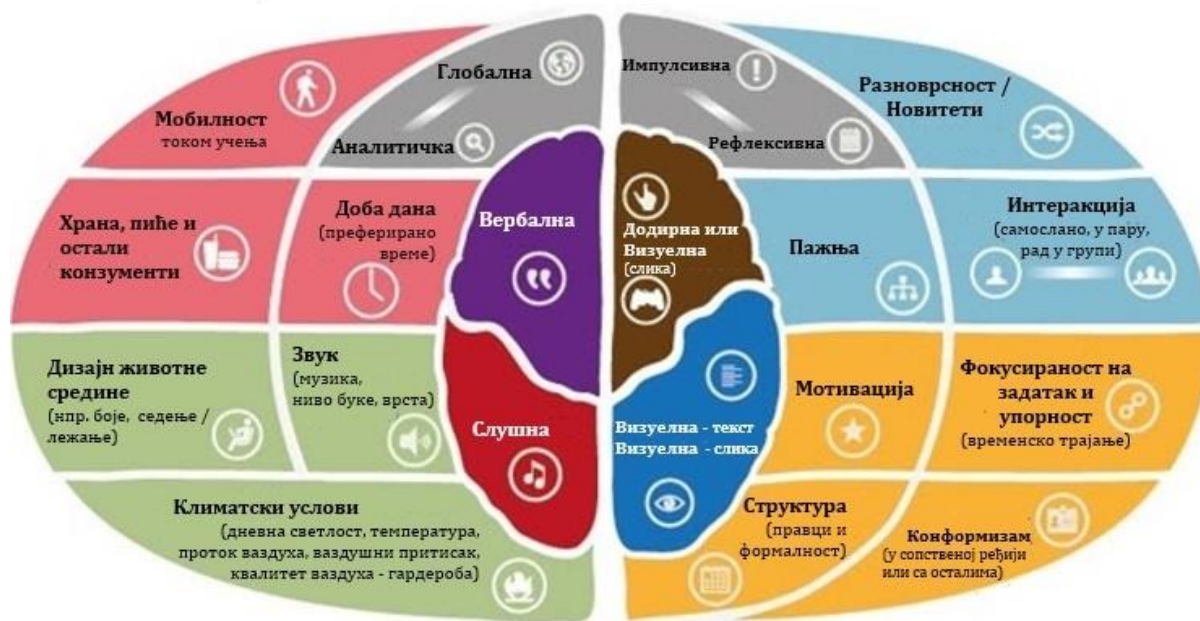 Глобална
Аналитичка
Мобилност
током учења
Храна, пиће и
остали
конзументи
Доба дана
(преферирано
време)
Вербална
Дизајн животне
средине
(нпр. боје, седење /
лежање)
Звук
(музика,
ниво буке, врста)
Слушна
Климатски услови
(дневна светлост, температура,
проток ваздуха, ваздушни притисак,
квалитет ваздуха - гардероба)
Импулсивна
Рефлексивна
Разноврсност /
Новитети
Додирна или
Визуелна
(слика)
Пажња
Интеракција
(самослано, у пару,
рад у групи)
Визуелна - текст
Визуелна - слика
Мотивација
Фокусираност на
задатак и
упорност
(временско трајање)
Структура
(правци и
формалност)
Конформизам
(у сопственој ређији
или са осталима)